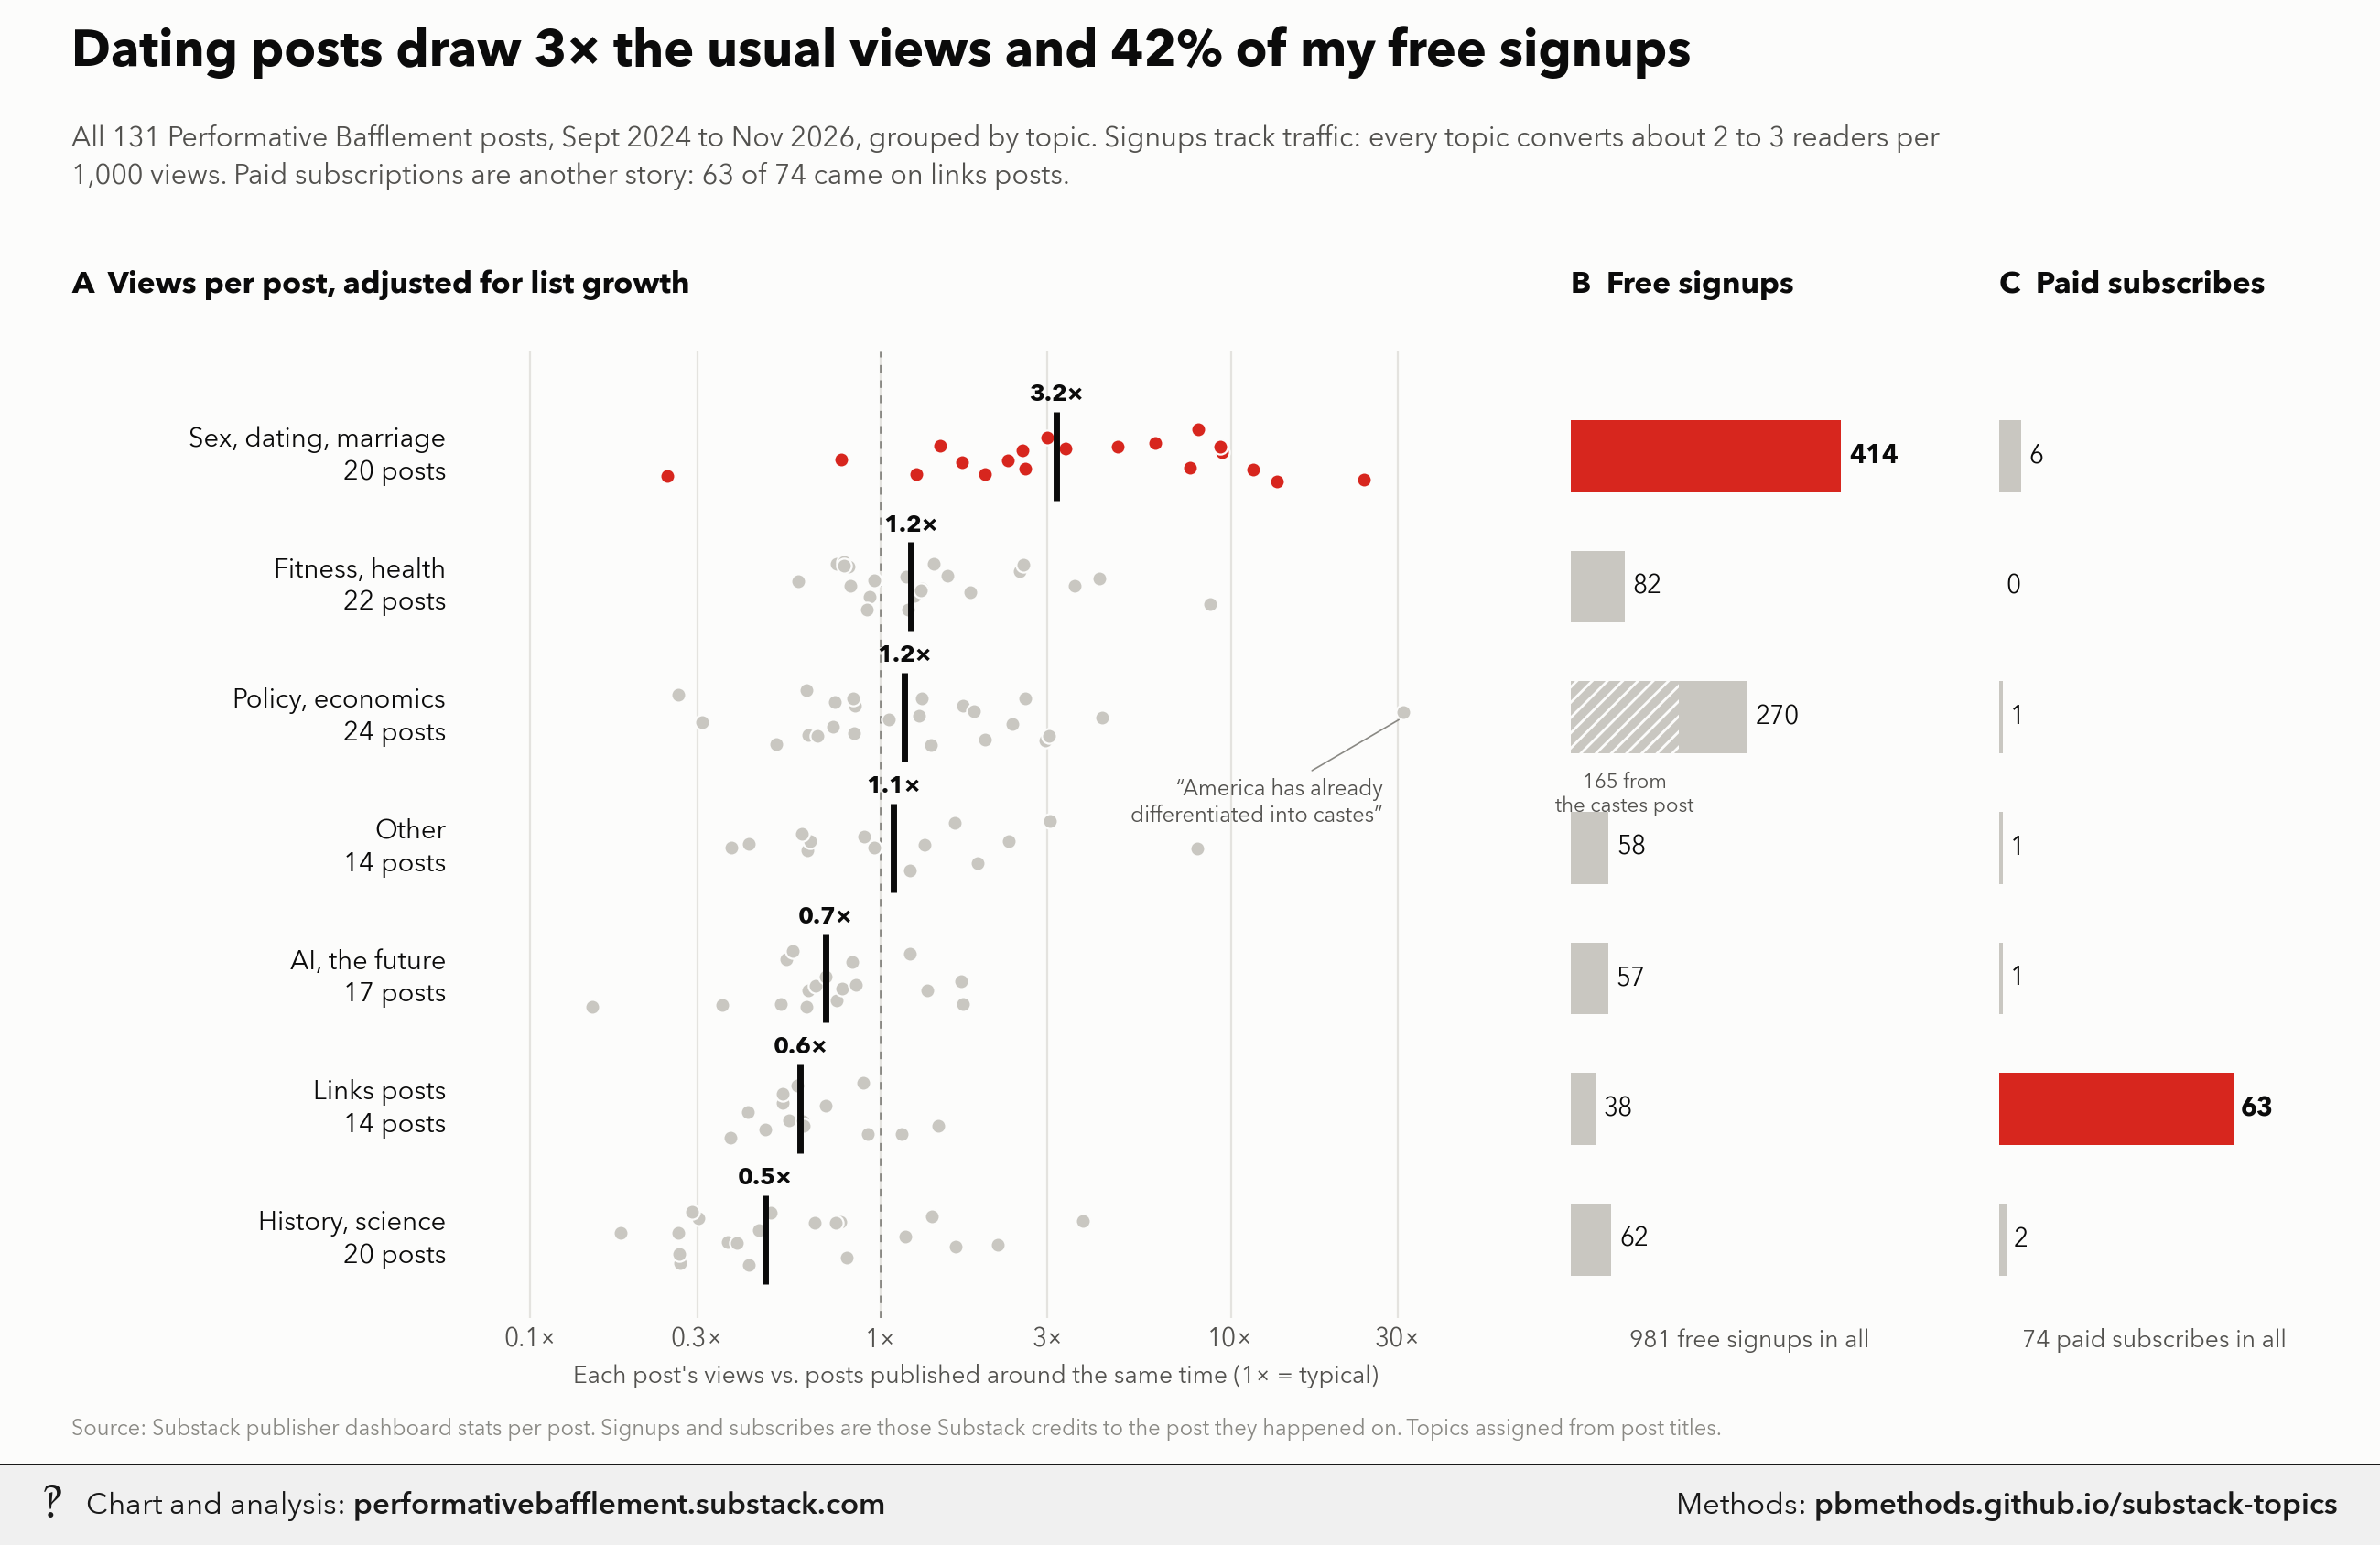 Dating posts draw 3× the usual views and 42% of my free signups
All 131 Performative Bafflement posts, Sept 2024 to Nov 2026, grouped by topic. Signups track traffic: every topic converts about 2 to 3 readers per
1,000 views. Paid subscriptions are another story: 63 of 74 came on links posts.
A Views per post, adjusted for list growth
B Free signups
C Paid subscribes
3.2×
Sex, dating, marriage
20 posts
414
6
1.2×
Fitness, health
22 posts
82
0
1.2×
Policy, economics
24 posts
270
1
"America has already
differentiated into castes"
165 from
the castes post
1.1×
Other
14 posts
58
1
0.7×
AI, the future
17 posts
57
1
0.6×
Links posts
14 posts
38
63
0.5×
History, science
20 posts
62
2
0.1× 0.3× 1× 3× 10× 30×
Each post's views vs. posts published around the same time (1× = typical)
981 free signups in all
74 paid subscribes in all
Source: Substack publisher dashboard stats per post. Signups and subscribes are those Substack credits to the post they happened on. Topics assigned from post titles.
‽ Chart and analysis: performativebafflement.substack.com
Methods: pbmethods.github.io/substack-topics